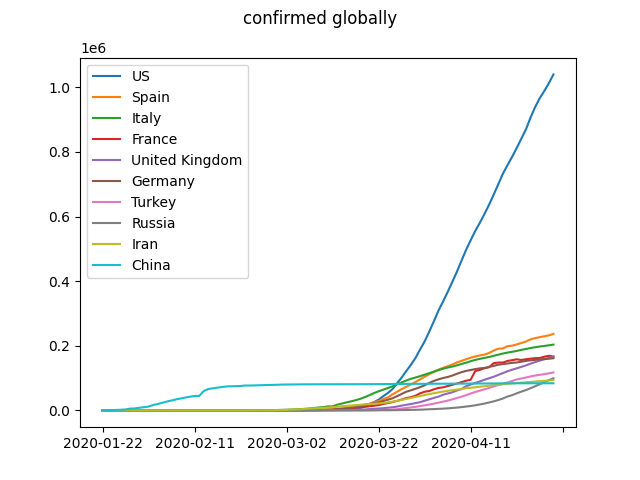 confirmed globally
1e6
1.0
0.8
0.6
0.4
0.2
0.0
US
Spain
Italy
France
United Kingdom
Germany
Turkey
Russia
Iran
China
2020-01-22 2020-02-11 2020-03-02 2020-03-22 2020-04-11